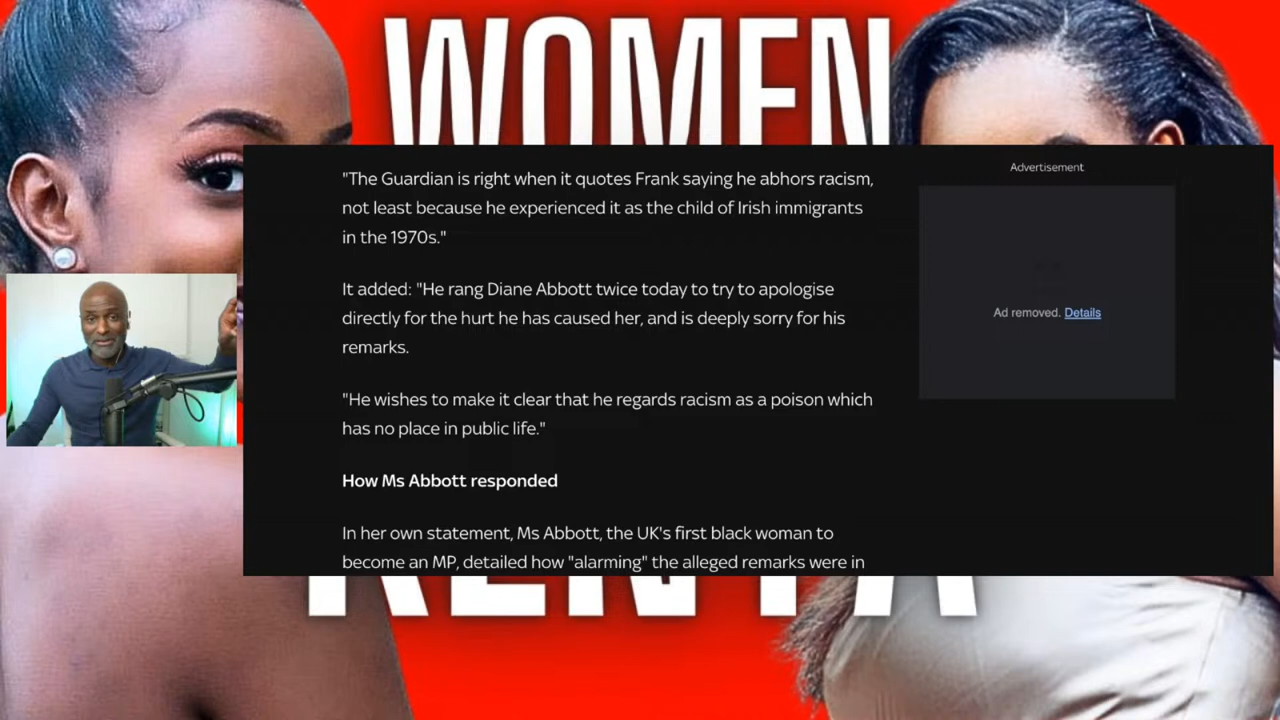 WOMEN
"The Guardian is right when it quotes Frank saying he abhors racism,
not least because he experienced it as the child of Irish immigrants
in the 1970s."
It added: "He rang Diane Abbott twice today to try to apologise
directly for the hurt he has caused her, and is deeply sorry for his
remarks.
"He wishes to make it clear that he regards racism as a poison which
has no place in public life."
How Ms Abbott responded
In her own statement, Ms Abbott, the UK's first black woman to
become an MP, detailed how "alarming" the alleged remarks were in
Advertisement
Ad removed. Details